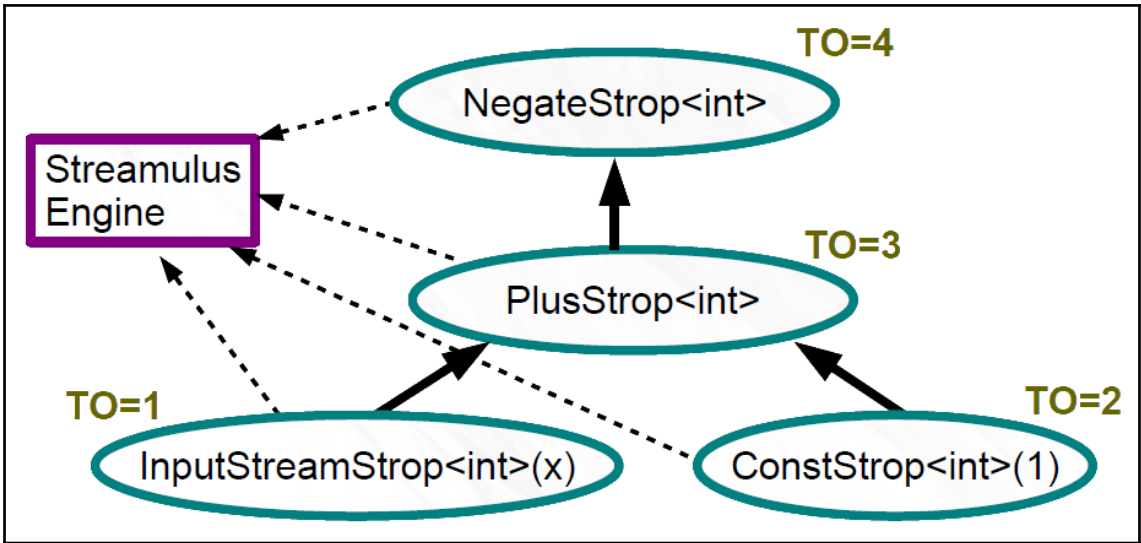 TO=4
NegateStrop<int>
Streamulus
Engine
TO=3
PlusStrop<int>
TO=1
TO=2
InputStreamStrop<int>(x)
ConstStrop<int>(1)